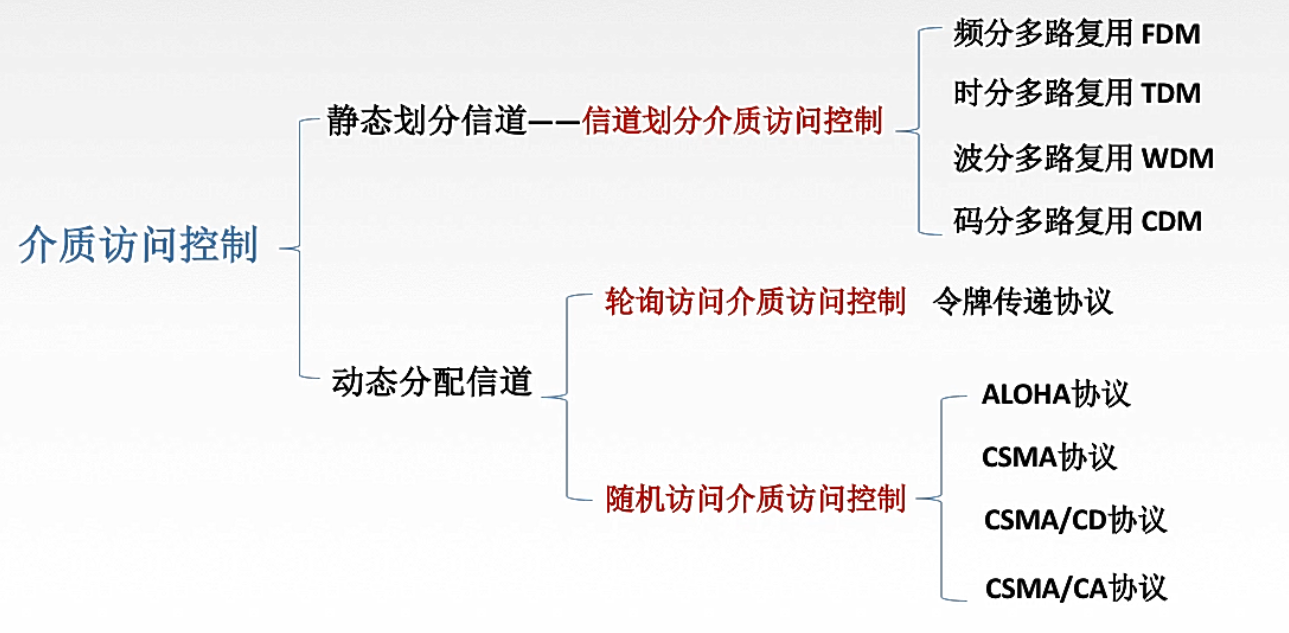 频分多路复用 FDM
时分多路复用 TDM
静态划分信道——信道划分介质访问控制
波分多路复用 WDM
码分多路复用 CDM
介质访问控制
轮询访问介质访问控制 令牌传递协议
动态分配信道
ALOHA协议
CSMA协议
随机访问介质访问控制
CSMA/CD协议
CSMA/CA协议